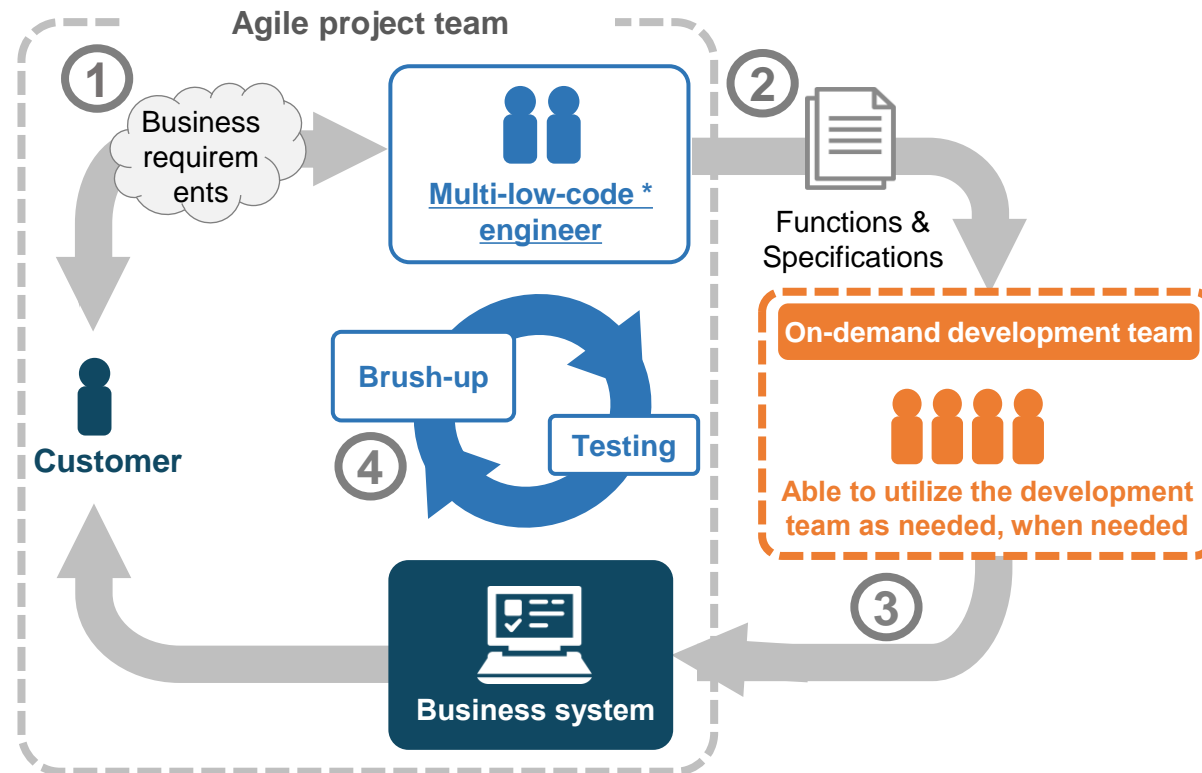 Agile project team
1
Business
requirem
ents
Multi-low-code *
engineer
2
Functions &
Specifications
On-demand development team
Able to utilize the development
team as needed, when needed
3
Brush-up
Testing
4
Customer
Business system